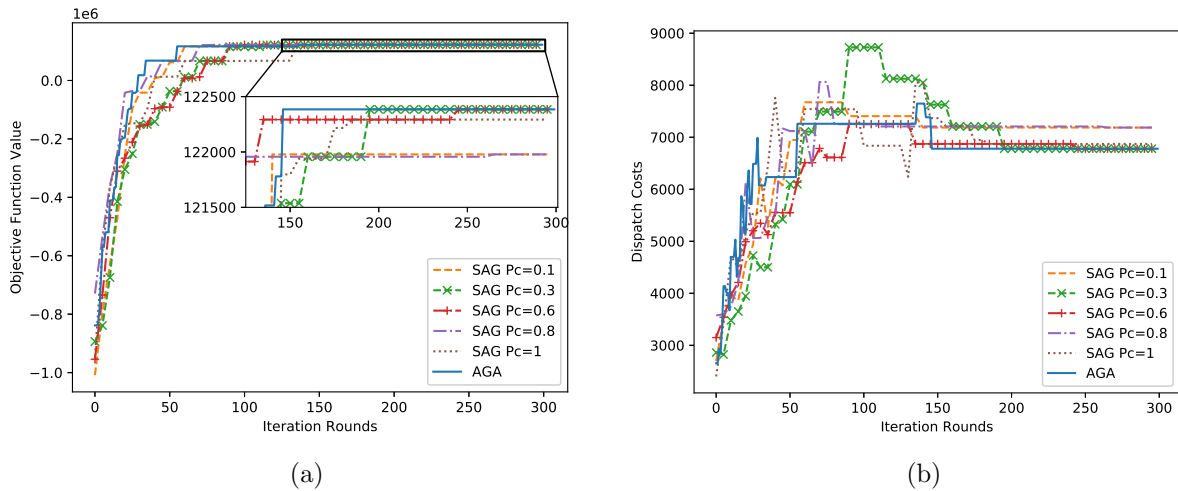 1e6
0.0
−0.2
−0.4
−0.6
−0.8
−1.0
Objective Function Value
0
50
100
150
200
250
300
Iteration Rounds
122500
122000
121500
150
200
250
300
SAG Pc=0.1
SAG Pc=0.3
SAG Pc=0.6
SAG Pc=0.8
SAG Pc=1
AGA
(a)
9000
8000
7000
6000
5000
4000
3000
Dispatch Costs
0
50
100
150
200
250
300
Iteration Rounds
SAG Pc=0.1
SAG Pc=0.3
SAG Pc=0.6
SAG Pc=0.8
SAG Pc=1
AGA
(b)